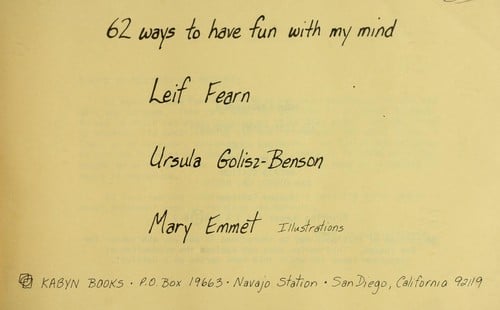 62 ways to have fun with my mind
Leif Fearn
Ursula Golisz-Benson
Mary Emmet Illustrations
KABYN BOOKS · P.O. Box 19663 · Navajo Station · San Diego, California 92119